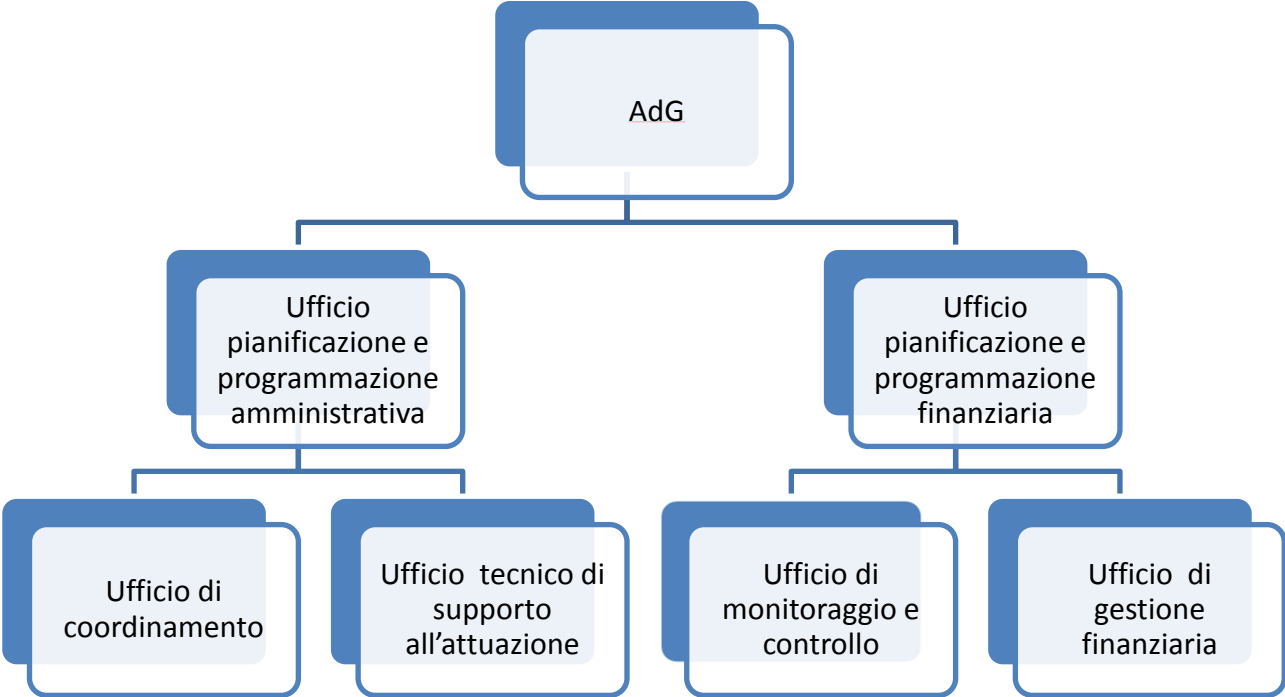 AdG
Ufficio
pianificazione e
programmazione
amministrativa
Ufficio
pianificazione e
programmazione
finanziaria
Ufficio di
coordinamento
Ufficio  tecnico di
supporto
all’attuazione
Ufficio di
monitoraggio e
controllo
Ufficio  di
gestione
finanziaria